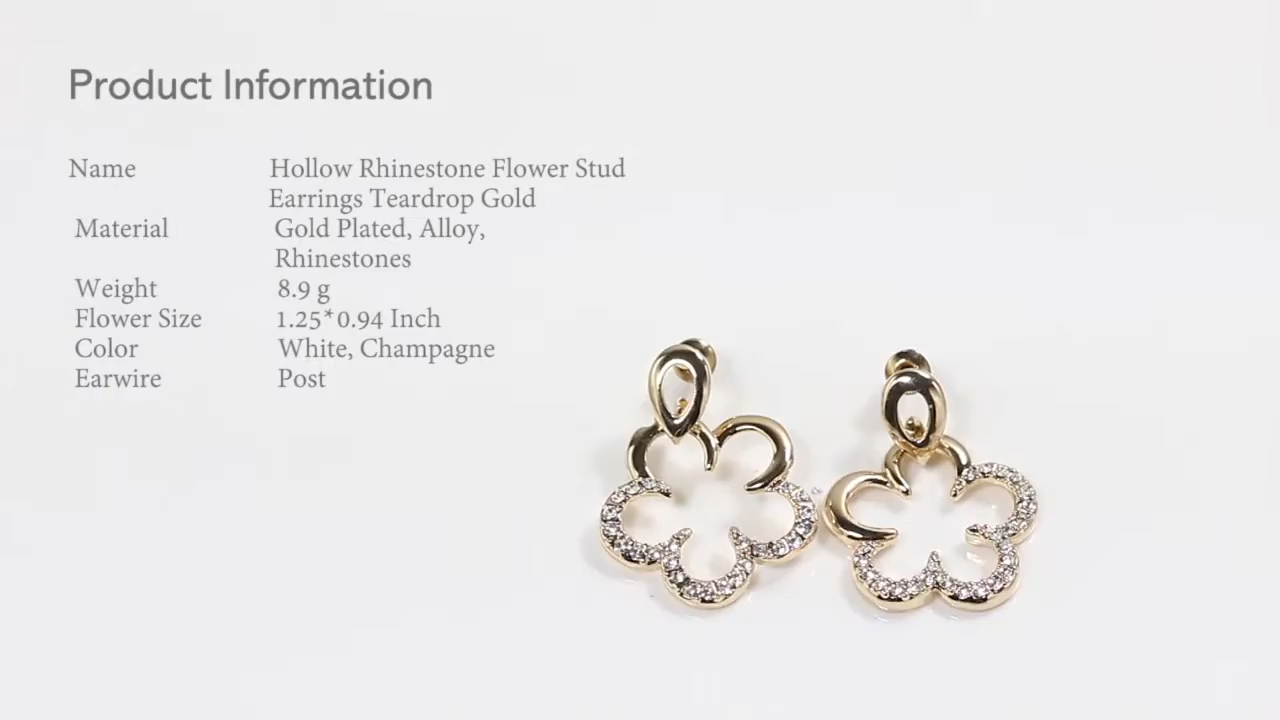 Product Information
Name Hollow Rhinestone Flower Stud
Earrings Teardrop Gold
Material Gold Plated, Alloy,
Rhinestones
Weight 8.9 g
Flower Size 1.25*0.94 Inch
Color White, Champagne
Earwire Post